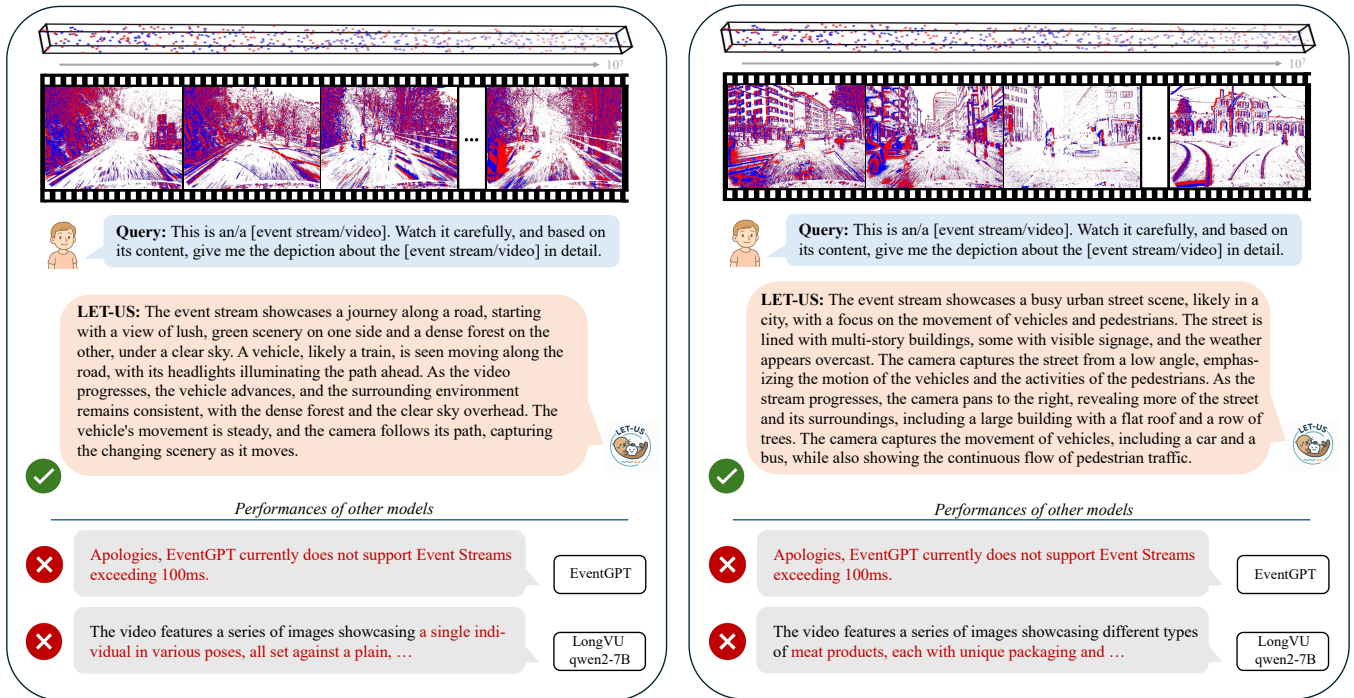 10⁷
...
Query: This is an/a [event stream/video]. Watch it carefully, and based on
its content, give me the depiction about the [event stream/video] in detail.
LET-US: The event stream showcases a journey along a road, starting
with a view of lush, green scenery on one side and a dense forest on the
other, under a clear sky. A vehicle, likely a train, is seen moving along the
road, with its headlights illuminating the path ahead. As the video
progresses, the vehicle advances, and the surrounding environment
remains consistent, with the dense forest and the clear sky overhead. The
vehicle's movement is steady, and the camera follows its path, capturing
the changing scenery as it moves.
LET-US
Performances of other models
Apologies, EventGPT currently does not support Event Streams
exceeding 100ms.
EventGPT
The video features a series of images showcasing a single indi-
vidual in various poses, all set against a plain, …
LongVU
qwen2-7B
10⁷
...
Query: This is an/a [event stream/video]. Watch it carefully, and based on
its content, give me the depiction about the [event stream/video] in detail.
LET-US: The event stream showcases a busy urban street scene, likely in a
city, with a focus on the movement of vehicles and pedestrians. The street is
lined with multi-story buildings, some with visible signage, and the weather
appears overcast. The camera captures the street from a low angle, emphas-
izing the motion of the vehicles and the activities of the pedestrians. As the
stream progresses, the camera pans to the right, revealing more of the street
and its surroundings, including a large building with a flat roof and a row of
trees. The camera captures the movement of vehicles, including a car and a
bus, while also showing the continuous flow of pedestrian traffic.
LET-US
Performances of other models
Apologies, EventGPT currently does not support Event Streams
exceeding 100ms.
EventGPT
The video features a series of images showcasing different types
of meat products, each with unique packaging and …
LongVU
qwen2-7B